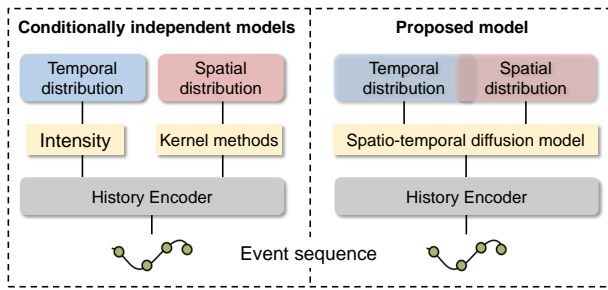 Conditionally independent models
Temporal
distribution
Spatial
distribution
Intensity
Kernel methods
History Encoder
Proposed model
Temporal
distribution
Spatial
distribution
Spatio-temporal diffusion model
History Encoder
Event sequence